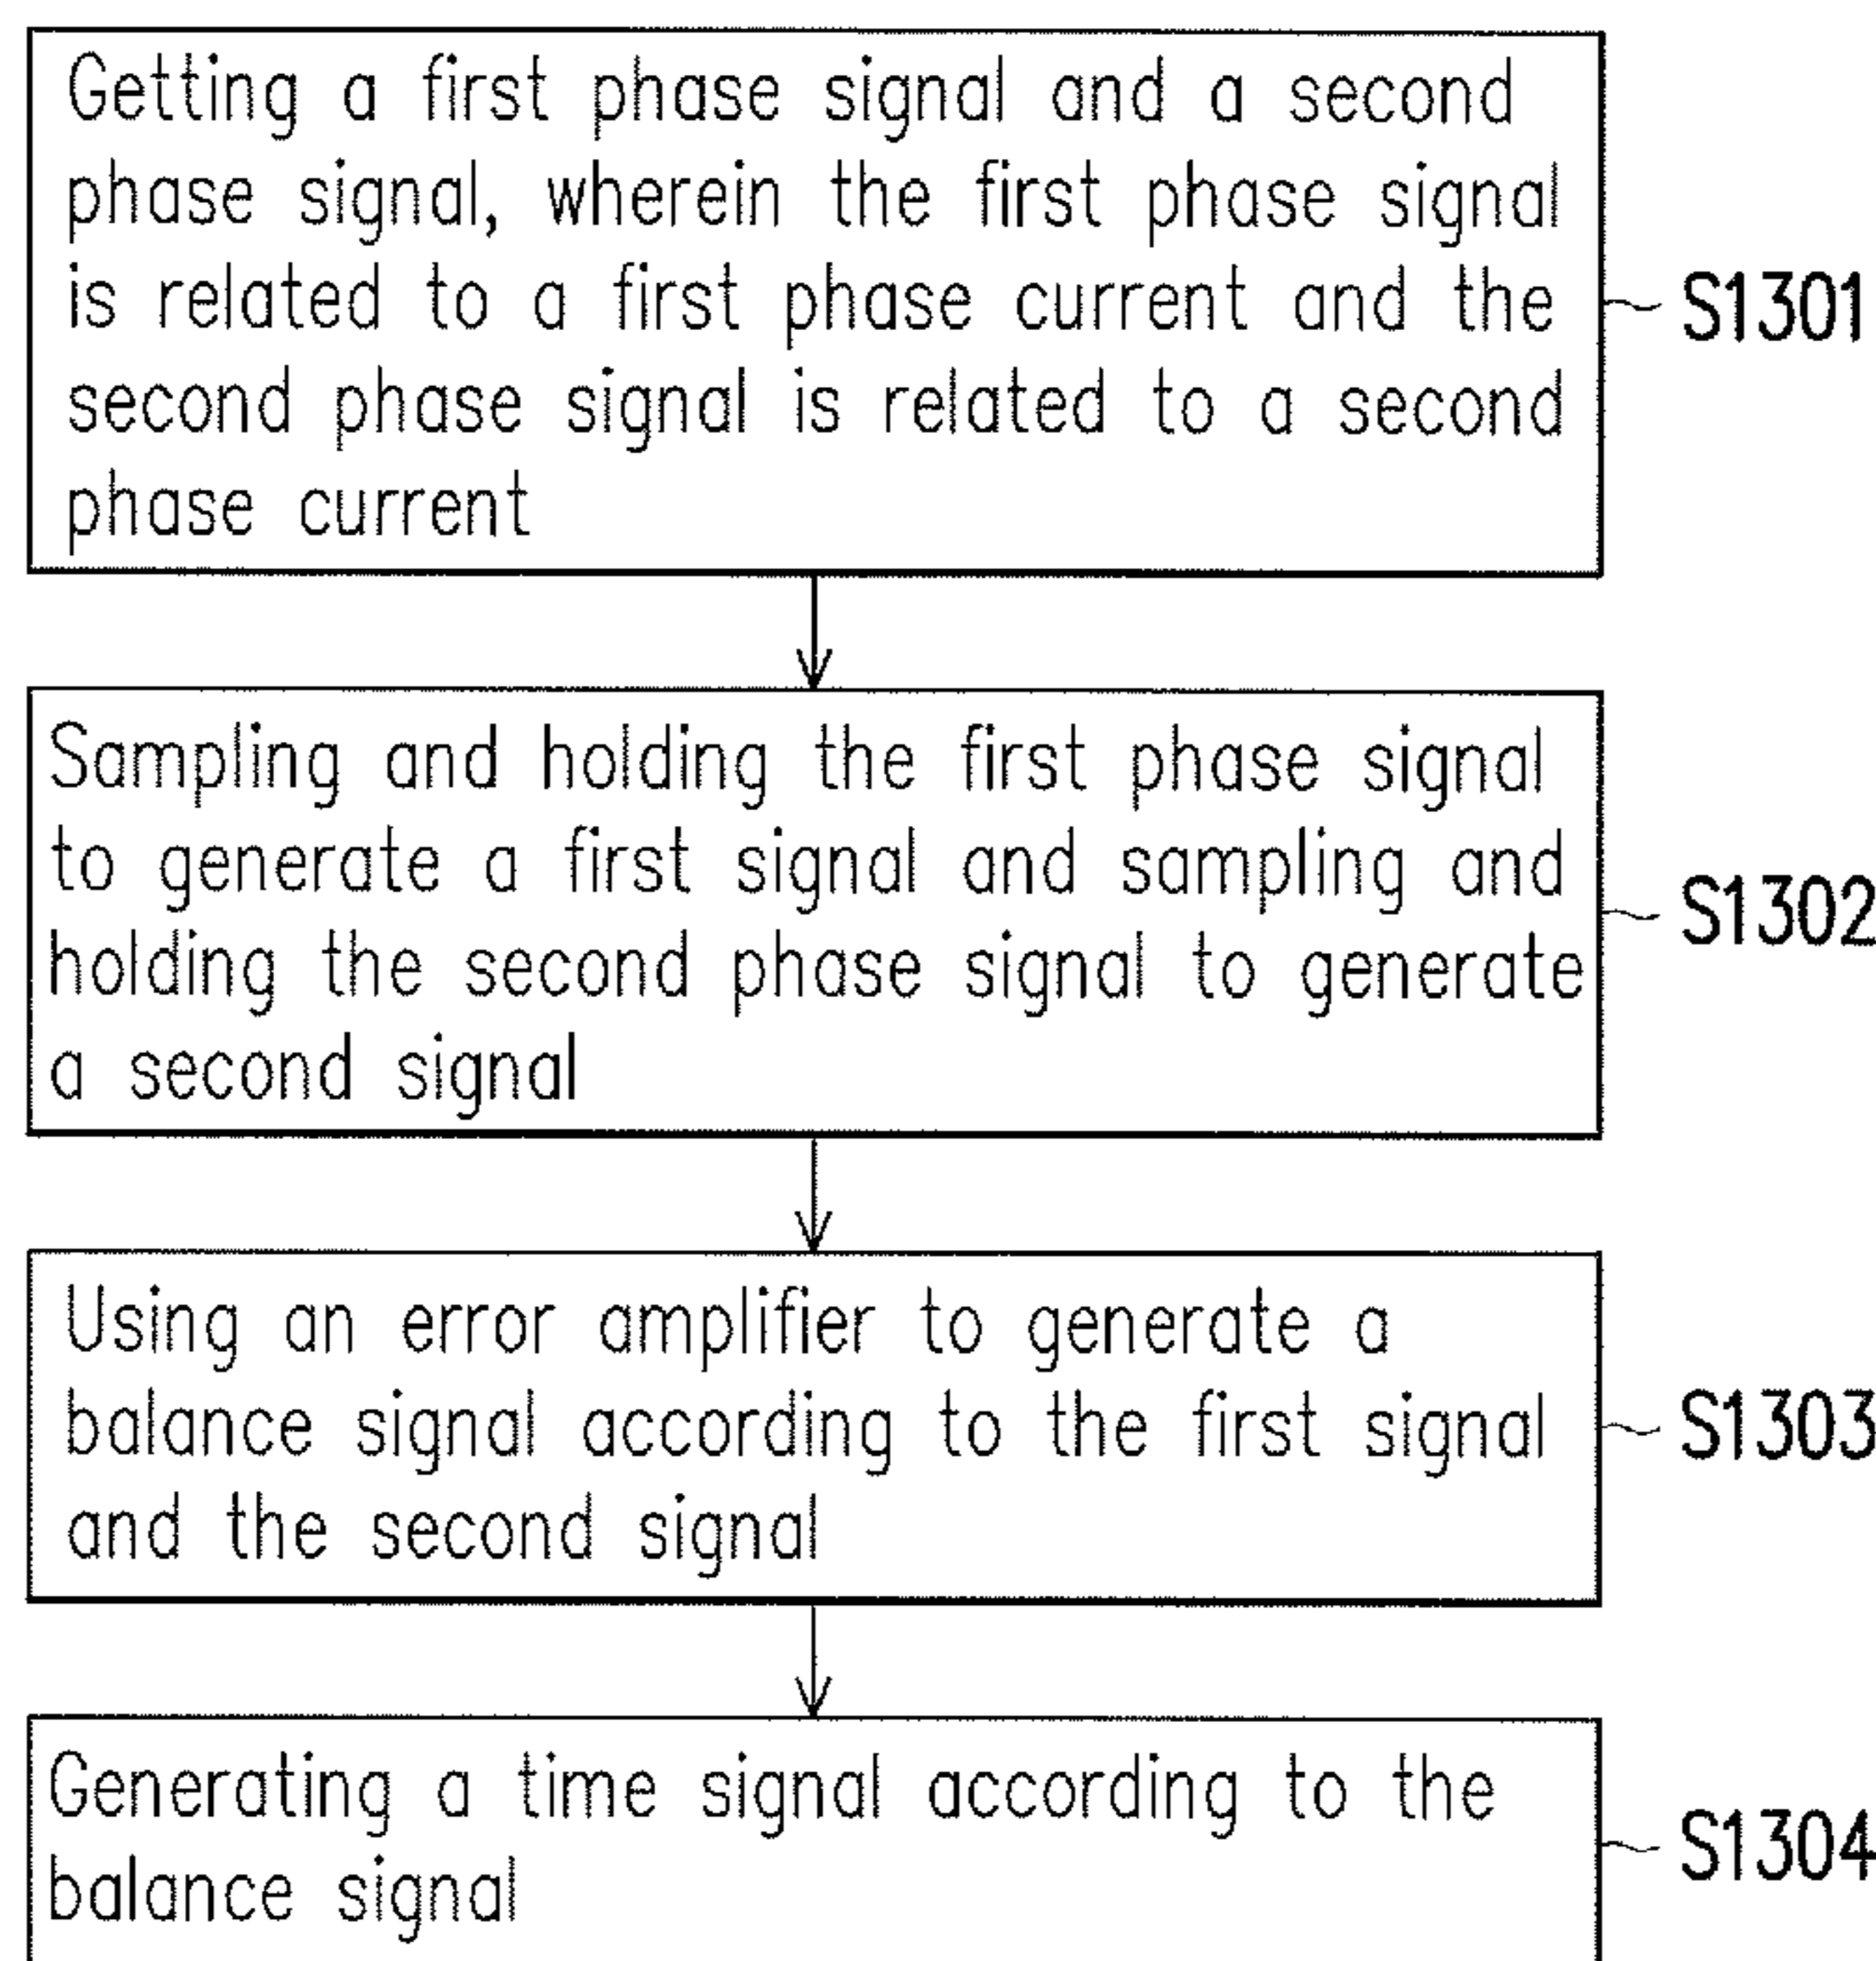 Getting a first phase signal and a second
phase signal, wherein the first phase signal
is related to a first phase current and the
second phase signal is related to a second
phase current
S1301
Sampling and holding the first phase signal
to generate a first signal and sampling and
holding the second phase signal to generate
a second signal
S1302
Using an error amplifier to generate a
balance signal according to the first signal
and the second signal
S1303
Generating a time signal according to the
balance signal
S1304